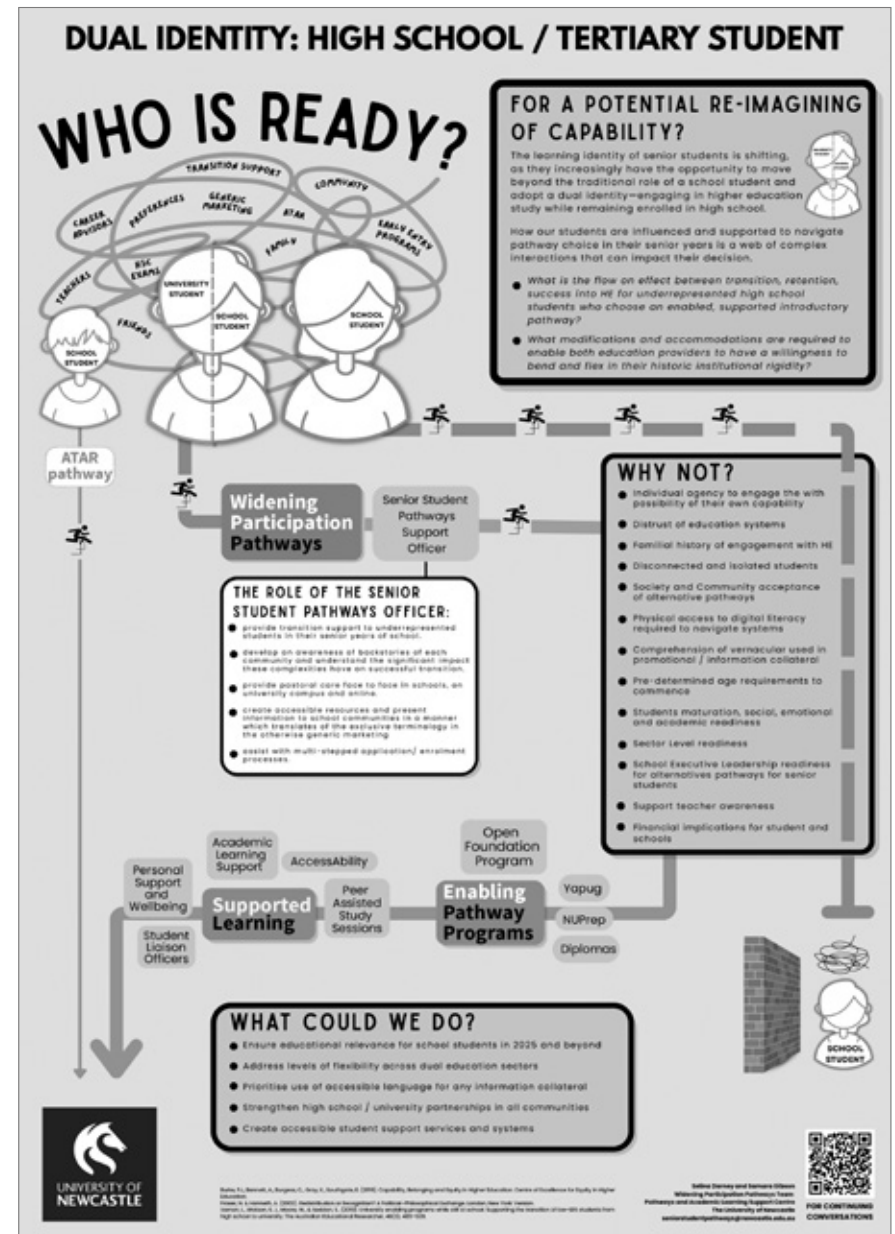 DUAL IDENTITY: HIGH SCHOOL / TERTIARY STUDENT
WHO IS READY?
TRANSITION SUPPORT
COMMUNITY
CAREER
ADVISORS
PREFERENCES
GENERIC
MARKETING
ATAR
EARLY ENTRY
PROGRAMS
FAMILY
TEACHERS
HSC
EXAMS
FRIENDS
SCHOOL
STUDENT
UNIVERSITY
STUDENT
SCHOOL
STUDENT
SCHOOL
STUDENT
FOR A POTENTIAL RE-IMAGINING
OF CAPABILITY?
The learning identity of senior students is shifting,
as they increasingly have the opportunity to move
beyond the traditional role of a school student and
adopt a dual identity—engaging in higher education
study while remaining enrolled in high school.
How our students are influenced and supported to navigate
pathway choice in their senior years is a web of complex
interactions that can impact their decision.
What is the flow on effect between transition, retention,
success into HE for underrepresented high school
students who choose an enabled, supported introductory
pathway?
What modifications and accommodations are required to
enable both education providers to have a willingness to
bend and flex in their historic institutional rigidity?
ATAR
pathway
Widening
Participation
Pathways
Senior Student
Pathways
Support
Officer
THE ROLE OF THE SENIOR
STUDENT PATHWAYS OFFICER:
provide transition support to underrepresented
students in their senior years of school.
develop an awareness of backstories of each
community and understand the significant impact
these complexities have on successful transition.
provide pastoral care face to face in schools, on
university campus and online.
create accessible resources and present
information to school communities in a manner
which translates of the exclusive terminology in
the otherwise generic marketing
assist with multi-stepped application/ enrolment
processes.
WHY NOT?
Individual agency to engage the with
possibility of their own capability
Distrust of education systems
Familial history of engagement with HE
Disconnected and isolated students
Society and Community acceptance
of alternative pathways
Physical access to digital literacy
required to navigate systems
Comprehension of vernacular used in
promotional / information collateral
Pre-determined age requirements to
commence
Students maturation, social, emotional
and academic readiness
Sector Level readiness
School Executive Leadership readiness
for alternatives pathways for senior
students
Support teacher awareness
Financial implications for student and
schools
Personal
Support
and
Wellbeing
Academic
Learning
Support
AccessAbility
Supported
Learning
Student
Liaison
Officers
Peer
Assisted
Study
Sessions
Open
Foundation
Program
Enabling
Pathway
Programs
Yapug
NUPrep
Diplomas
WHAT COULD WE DO?
Ensure educational relevance for school students in 2025 and beyond
Address levels of flexibility across dual education sectors
Prioritise use of accessible language for any information collateral
Strengthen high school / university partnerships in all communities
Create accessible student support services and systems
SCHOOL
STUDENT
UNIVERSITY OF
NEWCASTLE
Widening Participation Pathways Team
Pathways and Academic Learning Support Centre
The University of Newcastle
FOR CONTINUING
CONVERSATIONS